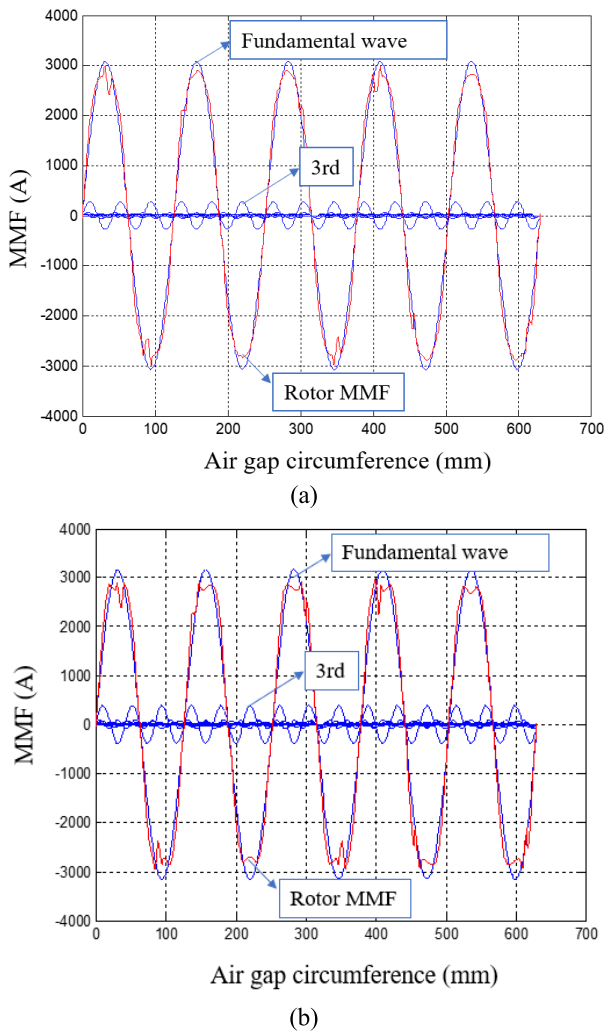 4000
Fundamental wave
3000
2000
1000
3rd
0
-1000
-2000
-3000
Rotor MMF
-4000
MMF (A)
0 100 200 300 400 500 600 700
Air gap circumference (mm)
(a)
4000
Fundamental wave
3000
2000
3rd
1000
0
-1000
-2000
-3000
Rotor MMF
-4000
MMF (A)
0 100 200 300 400 500 600 700
Air gap circumference (mm)
(b)